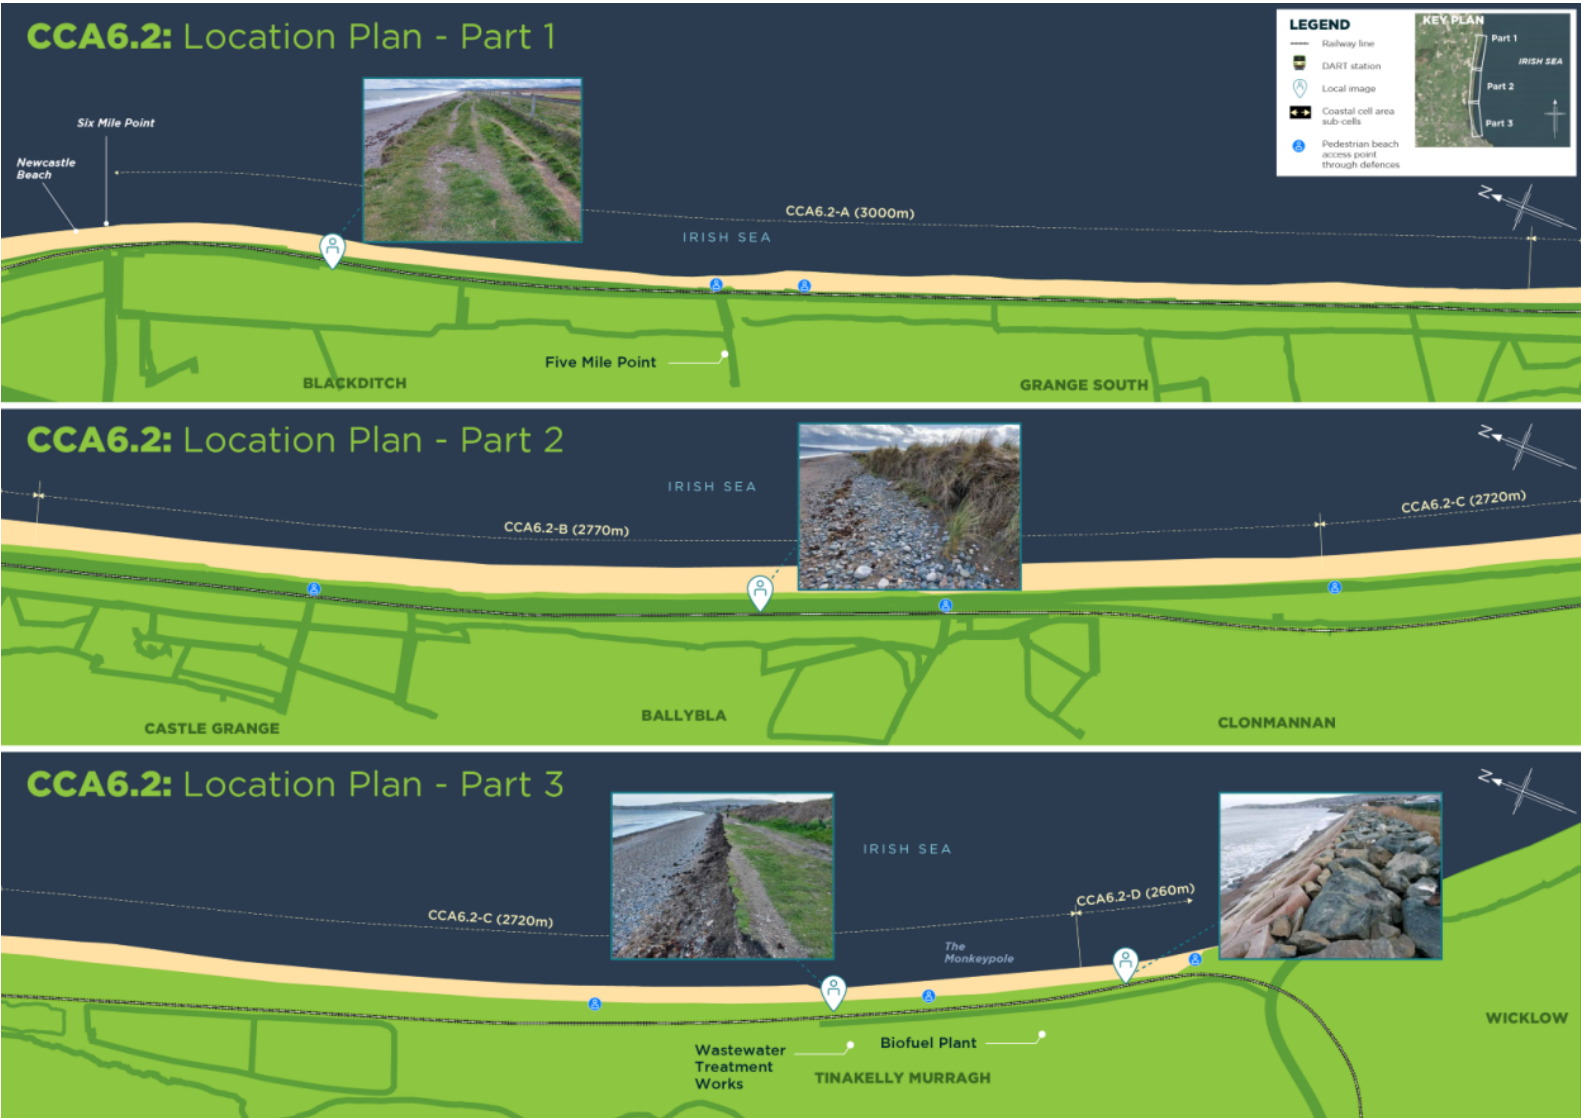 CCA6.2: Location Plan - Part 1
LEGEND
Railway line
DART station
Local image
Coastal cell area
sub-cells
Pedestrian beach
access point
through defences
KEY PLAN
Part 1
IRISH SEA
Part 2
Part 3
Six Mile Point
Newcastle
Beach
N
CCA6.2-A (3000m)
IRISH SEA
Five Mile Point
BLACKDITCH
GRANGE SOUTH
CCA6.2: Location Plan - Part 2
N
IRISH SEA
CCA6.2-C (2720m)
CCA6.2-B (2770m)
BALLYBLA
CLONMANNAN
CASTLE GRANGE
CCA6.2: Location Plan - Part 3
N
IRISH SEA
CCA6.2-D (260m)
CCA6.2-C (2720m)
The
Monkeypole
WICKLOW
Biofuel Plant
Wastewater
Treatment
Works
TINAKELLY MURRAGH